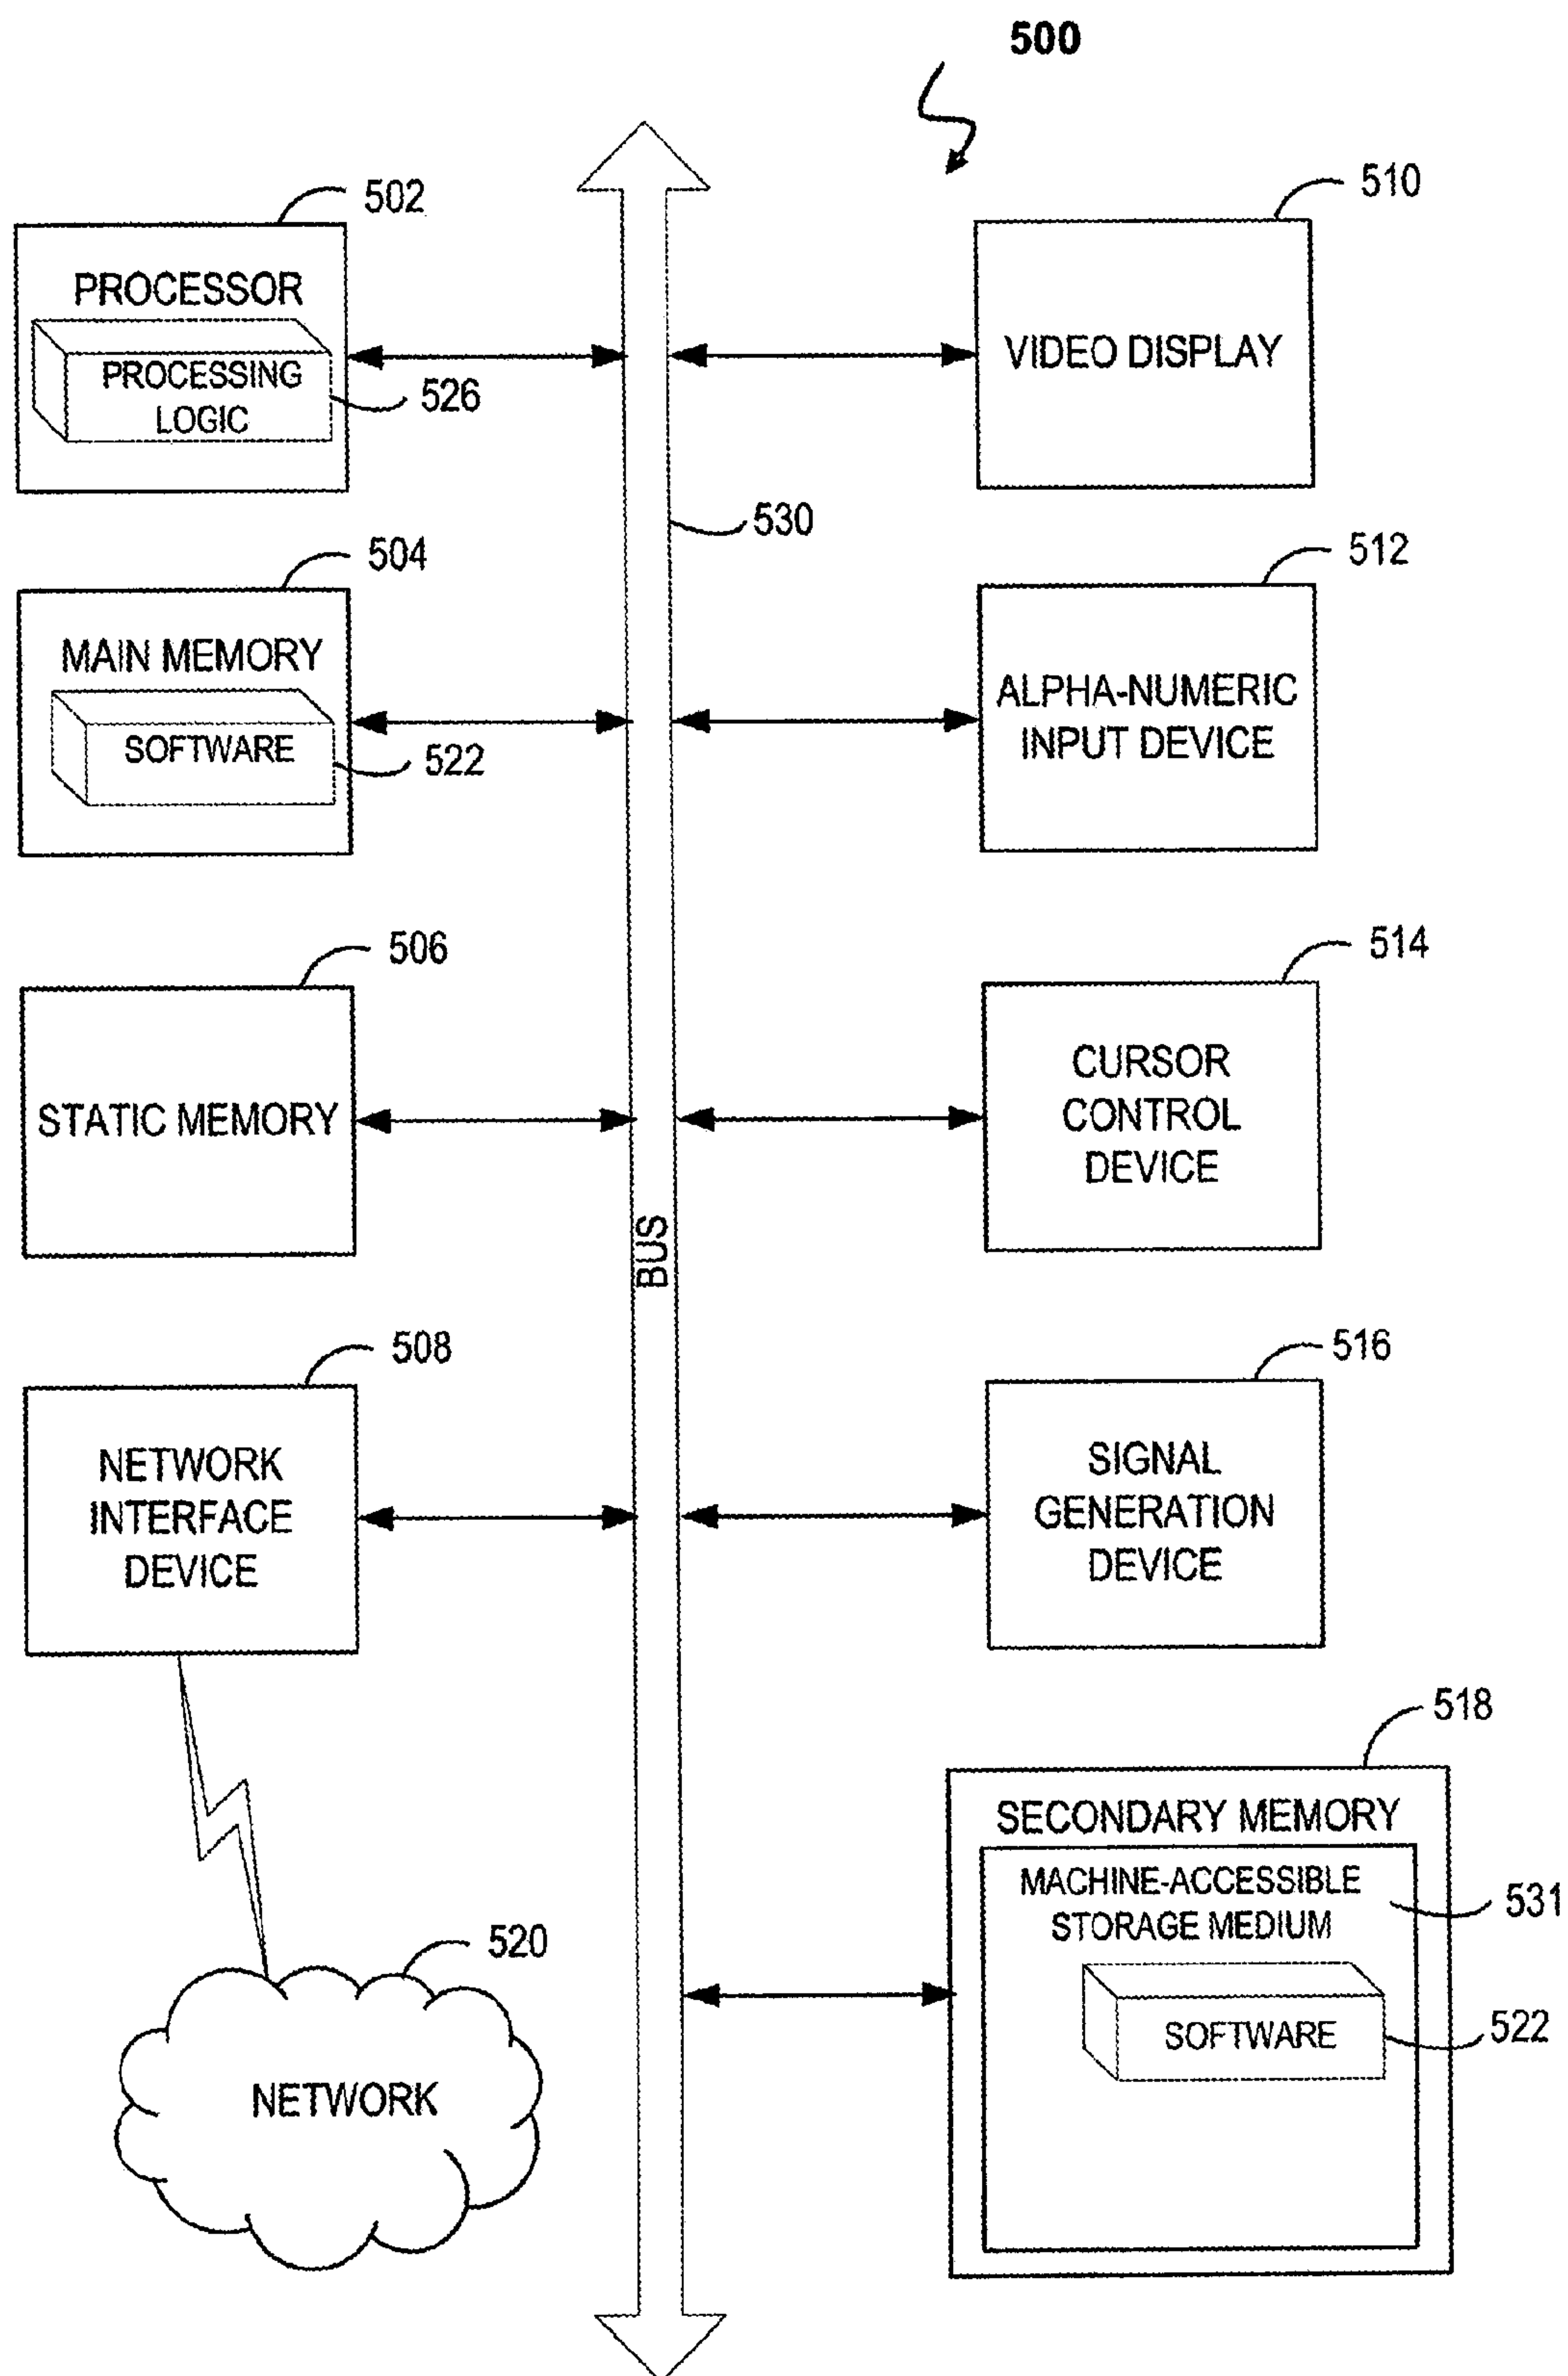 500
502
PROCESSOR
PROCESSING
LOGIC
526
510
VIDEO DISPLAY
530
504
MAIN MEMORY
SOFTWARE
522
512
ALPHA-NUMERIC
INPUT DEVICE
506
STATIC MEMORY
514
CURSOR
CONTROL
DEVICE
BUS
508
NETWORK
INTERFACE
DEVICE
516
SIGNAL
GENERATION
DEVICE
518
SECONDARY MEMORY
MACHINE-ACCESSIBLE
STORAGE MEDIUM
531
SOFTWARE
522
520
NETWORK